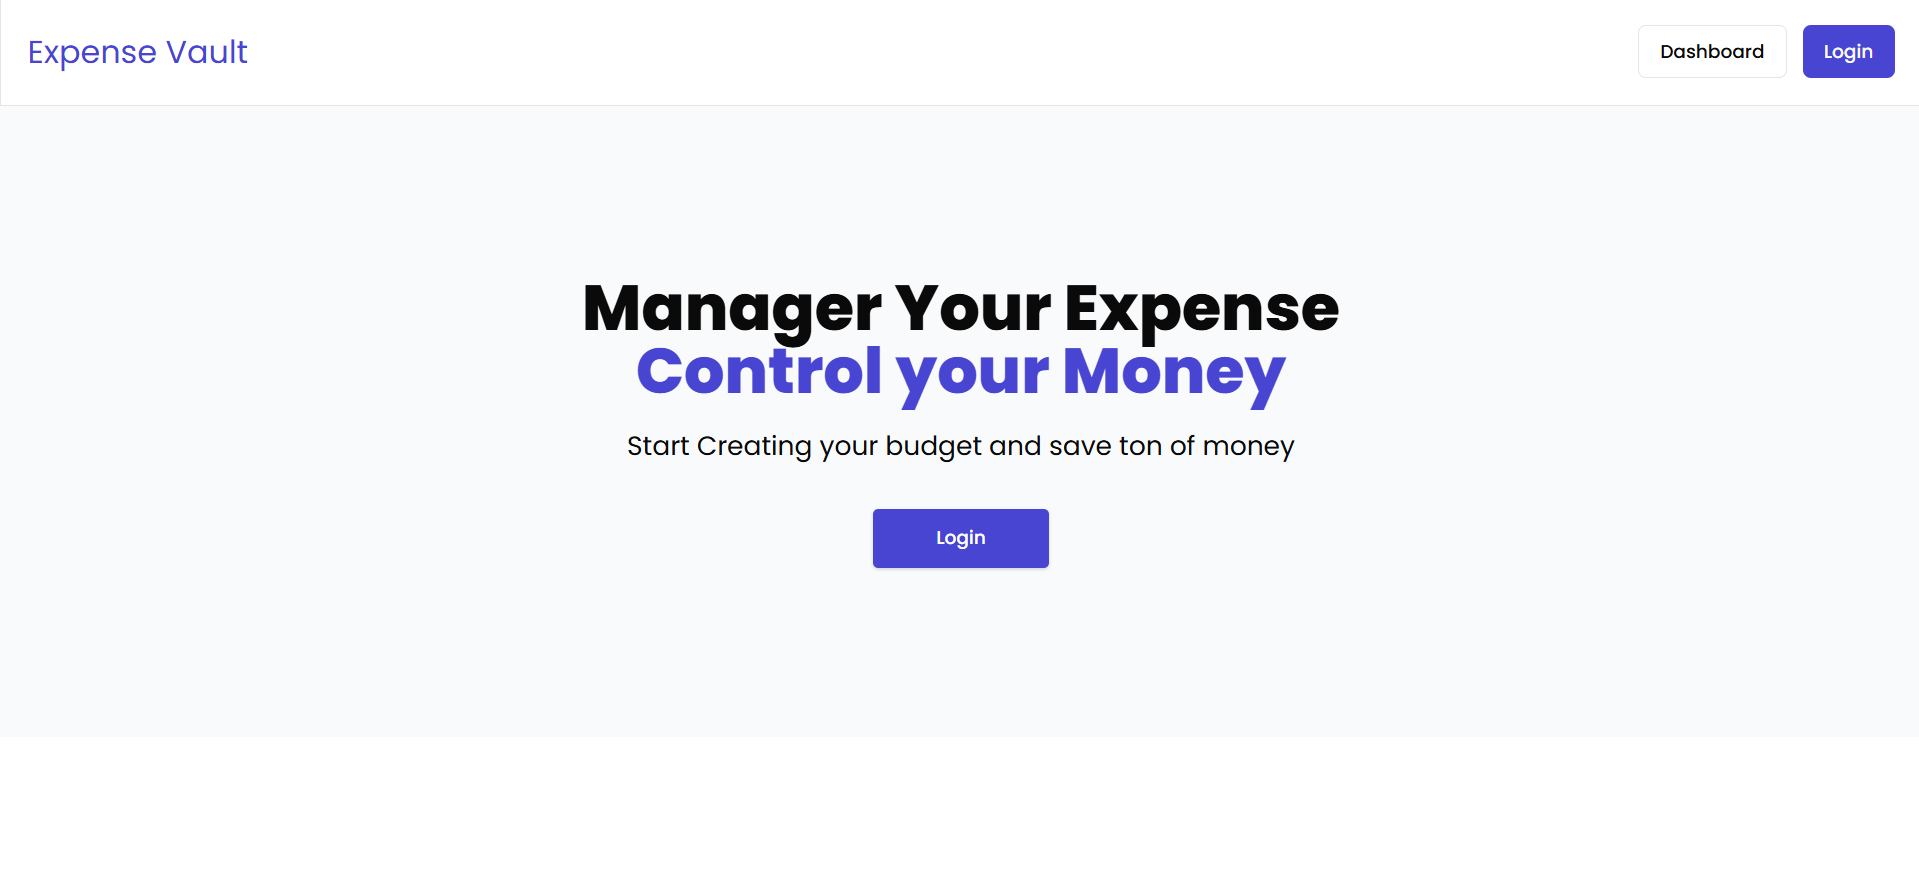 Expense Vault
Dashboard
Login
Manager Your Expense
Control your Money
Start Creating your budget and save ton of money
Login